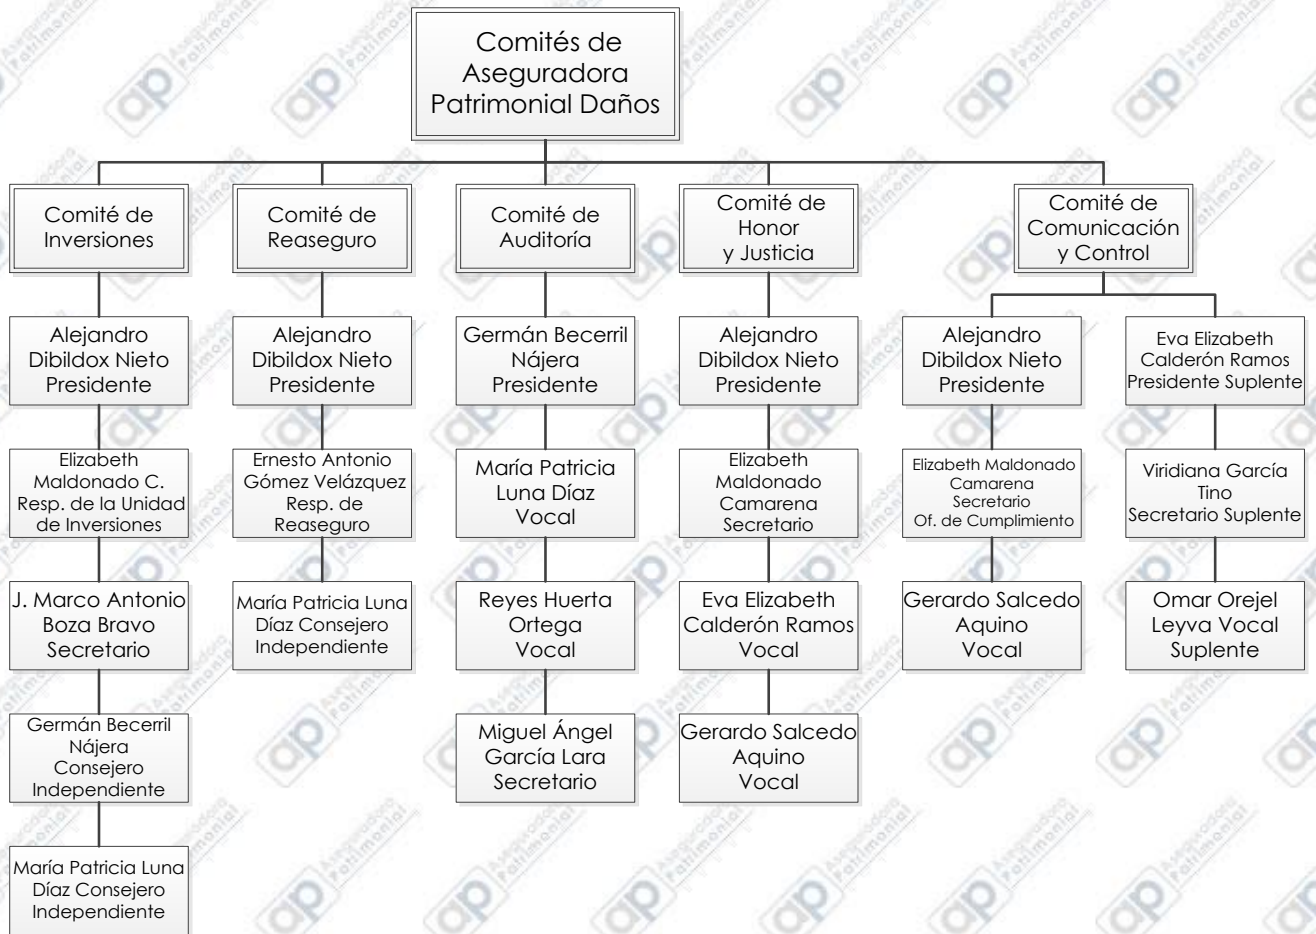 Comités de
Aseguradora
Patrimonial Daños
Comité de
Inversiones
Comité de
Reaseguro
Comité de
Auditoría
Comité de
Honor
y Justicia
Comité de
Comunicación
y Control
Alejandro
Dibildox Nieto
Presidente
Alejandro
Dibildox Nieto
Presidente
Germán Becerril
Nájera
Presidente
Alejandro
Dibildox Nieto
Presidente
Alejandro
Dibildox Nieto
Presidente
Eva Elizabeth
Calderón Ramos
Presidente Suplente
Elizabeth
Maldonado C.
Resp. de la Unidad
de Inversiones
Ernesto Antonio
Gómez Velázquez
Resp. de
Reaseguro
María Patricia
Luna Díaz
Vocal
Elizabeth
Maldonado
Camarena
Secretario
Elizabeth Maldonado
Camarena
Secretario
Of. de Cumplimiento
Viridiana García
Tino
Secretario Suplente
J. Marco Antonio
Boza Bravo
Secretario
María Patricia Luna
Díaz Consejero
Independiente
Reyes Huerta
Ortega
Vocal
Eva Elizabeth
Calderón Ramos
Vocal
Gerardo Salcedo
Aquino
Vocal
Omar Orejel
Leyva Vocal
Suplente
Germán Becerril
Nájera
Consejero
Independiente
Miguel Ángel
García Lara
Secretario
Gerardo Salcedo
Aquino
Vocal
María Patricia Luna
Díaz Consejero
Independiente
ap Aseguradora
Patrimonial